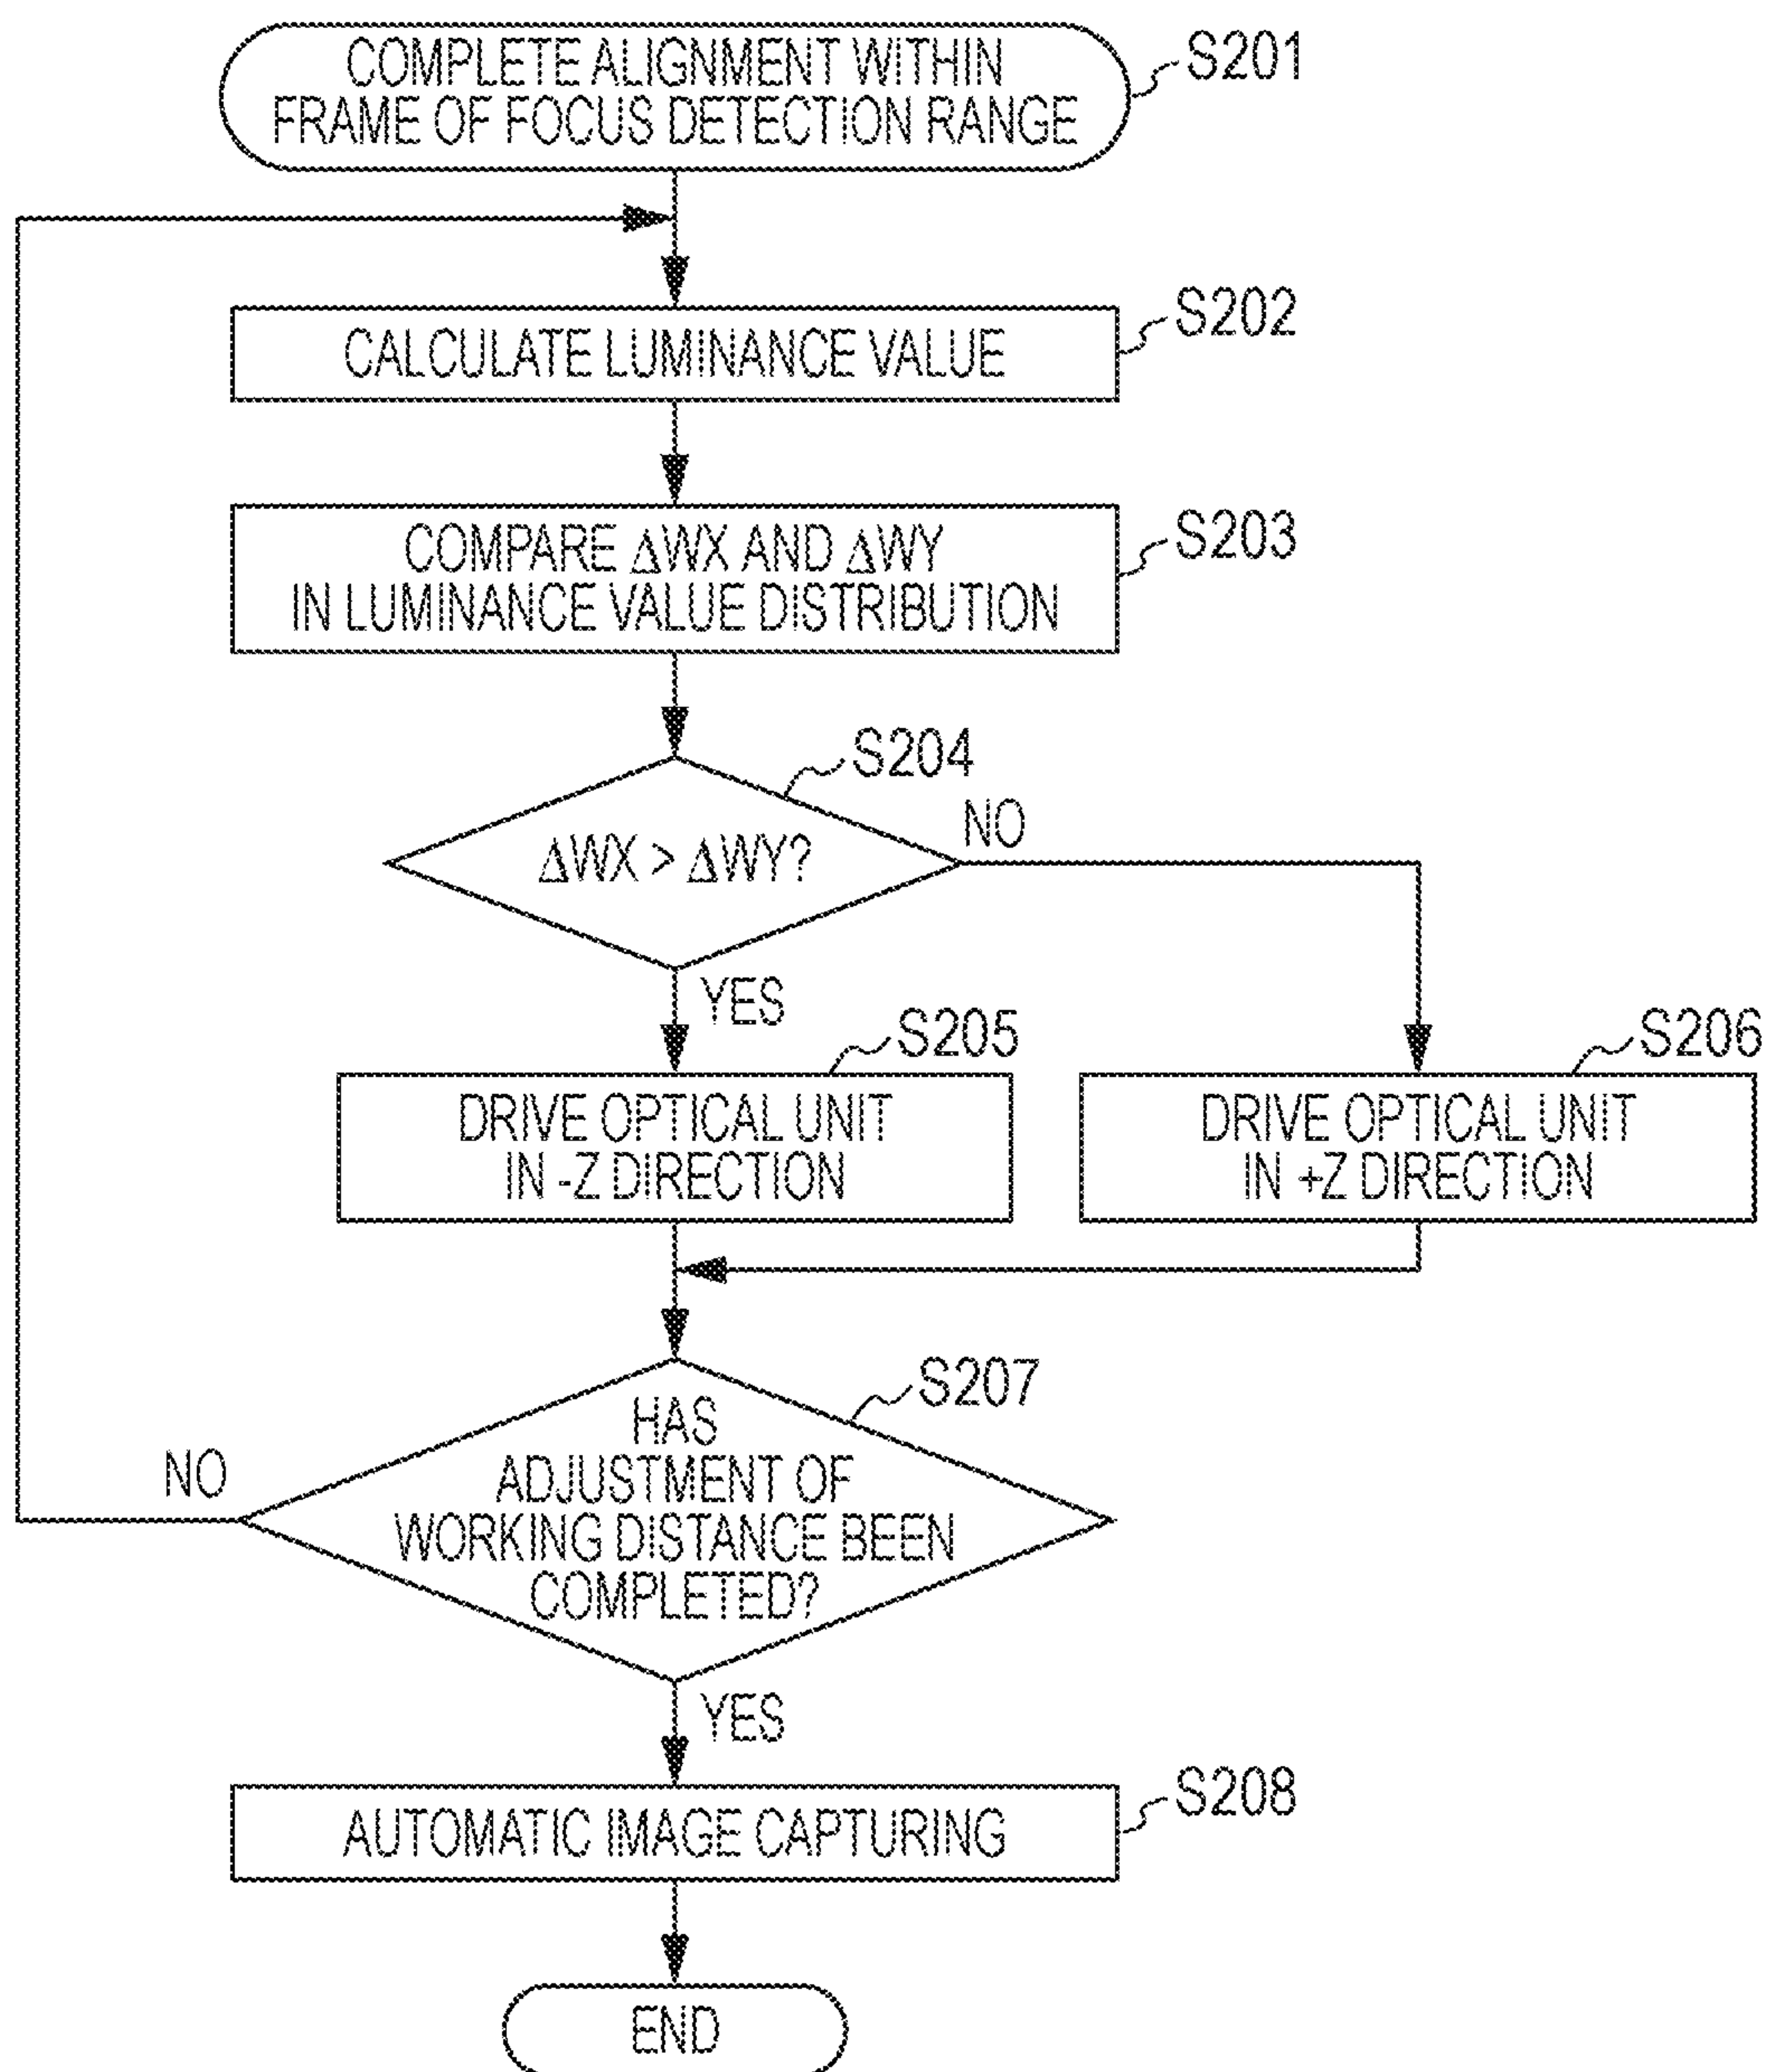 COMPLETE ALIGNMENT WITHIN
FRAME OF FOCUS DETECTION RANGE
S201
CALCULATE LUMINANCE VALUE
S202
COMPARE ΔWX AND ΔWY
IN LUMINANCE VALUE DISTRIBUTION
S203
S204
ΔWX > ΔWY?
NO
YES
S205
DRIVE OPTICAL UNIT
IN -Z DIRECTION
S206
DRIVE OPTICAL UNIT
IN +Z DIRECTION
S207
HAS
ADJUSTMENT OF
WORKING DISTANCE BEEN
COMPLETED?
NO
YES
AUTOMATIC IMAGE CAPTURING
S208
END